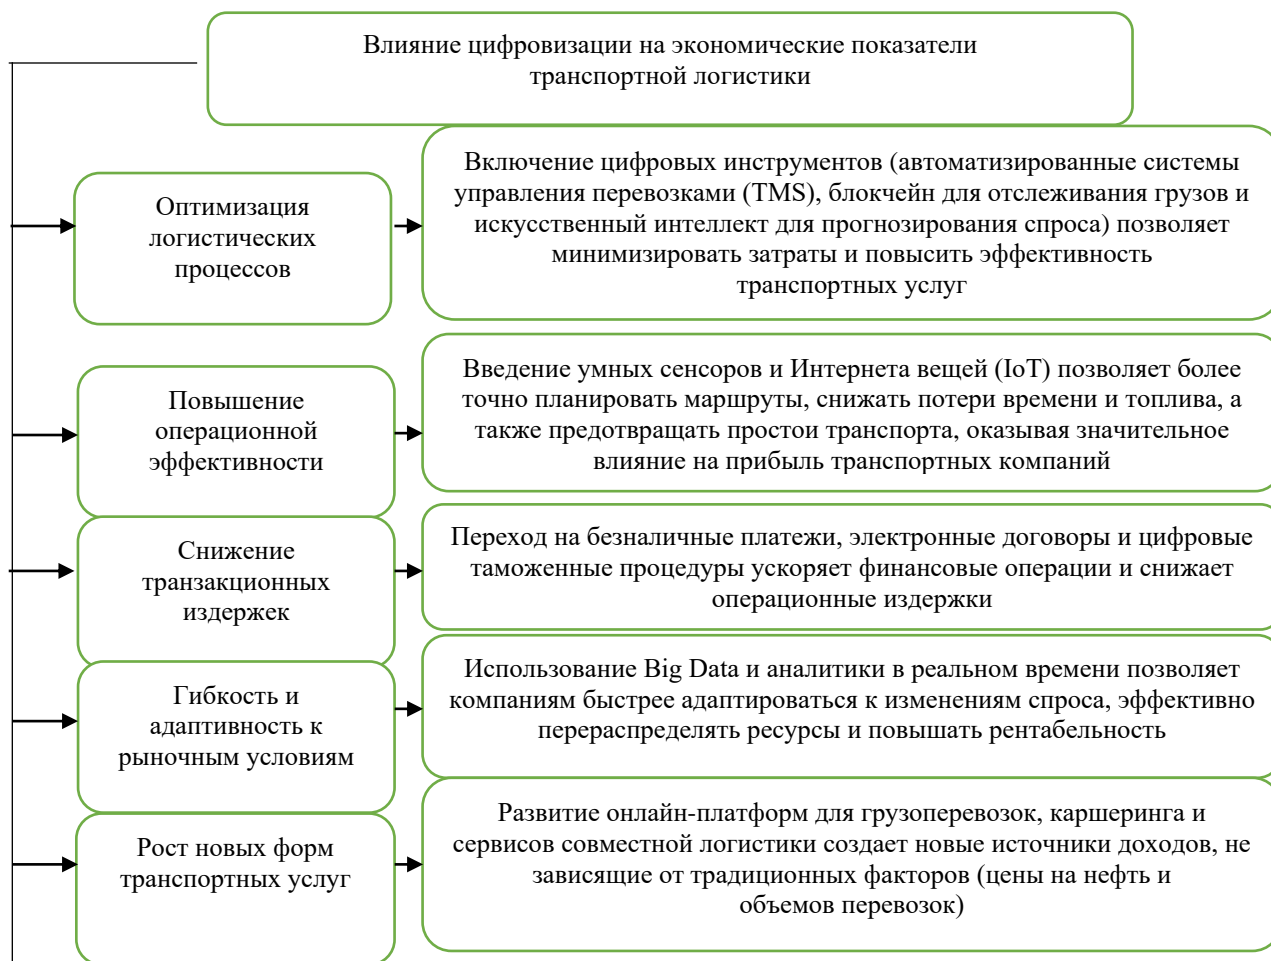 Влияние цифровизации на экономические показатели
транспортной логистики
Оптимизация
логистических
процессов
Включение цифровых инструментов (автоматизированные системы
управления перевозками (TMS), блокчейн для отслеживания грузов и
искусственный интеллект для прогнозирования спроса) позволяет
минимизировать затраты и повысить эффективность
транспортных услуг
Повышение
операционной
эффективности
Введение умных сенсоров и Интернета вещей (IoT) позволяет более
точно планировать маршруты, снижать потери времени и топлива, а
также предотвращать простои транспорта, оказывая значительное
влияние на прибыль транспортных компаний
Снижение
транзакционных
издержек
Переход на безналичные платежи, электронные договоры и цифровые
таможенные процедуры ускоряет финансовые операции и снижает
операционные издержки
Гибкость и
адаптивность к
рыночным условиям
Использование Big Data и аналитики в реальном времени позволяет
компаниям быстрее адаптироваться к изменениям спроса, эффективно
перераспределять ресурсы и повышать рентабельность
Рост новых форм
транспортных услуг
Развитие онлайн-платформ для грузоперевозок, каршеринга и
сервисов совместной логистики создает новые источники доходов, не
зависящие от традиционных факторов (цены на нефть и
объемов перевозок)